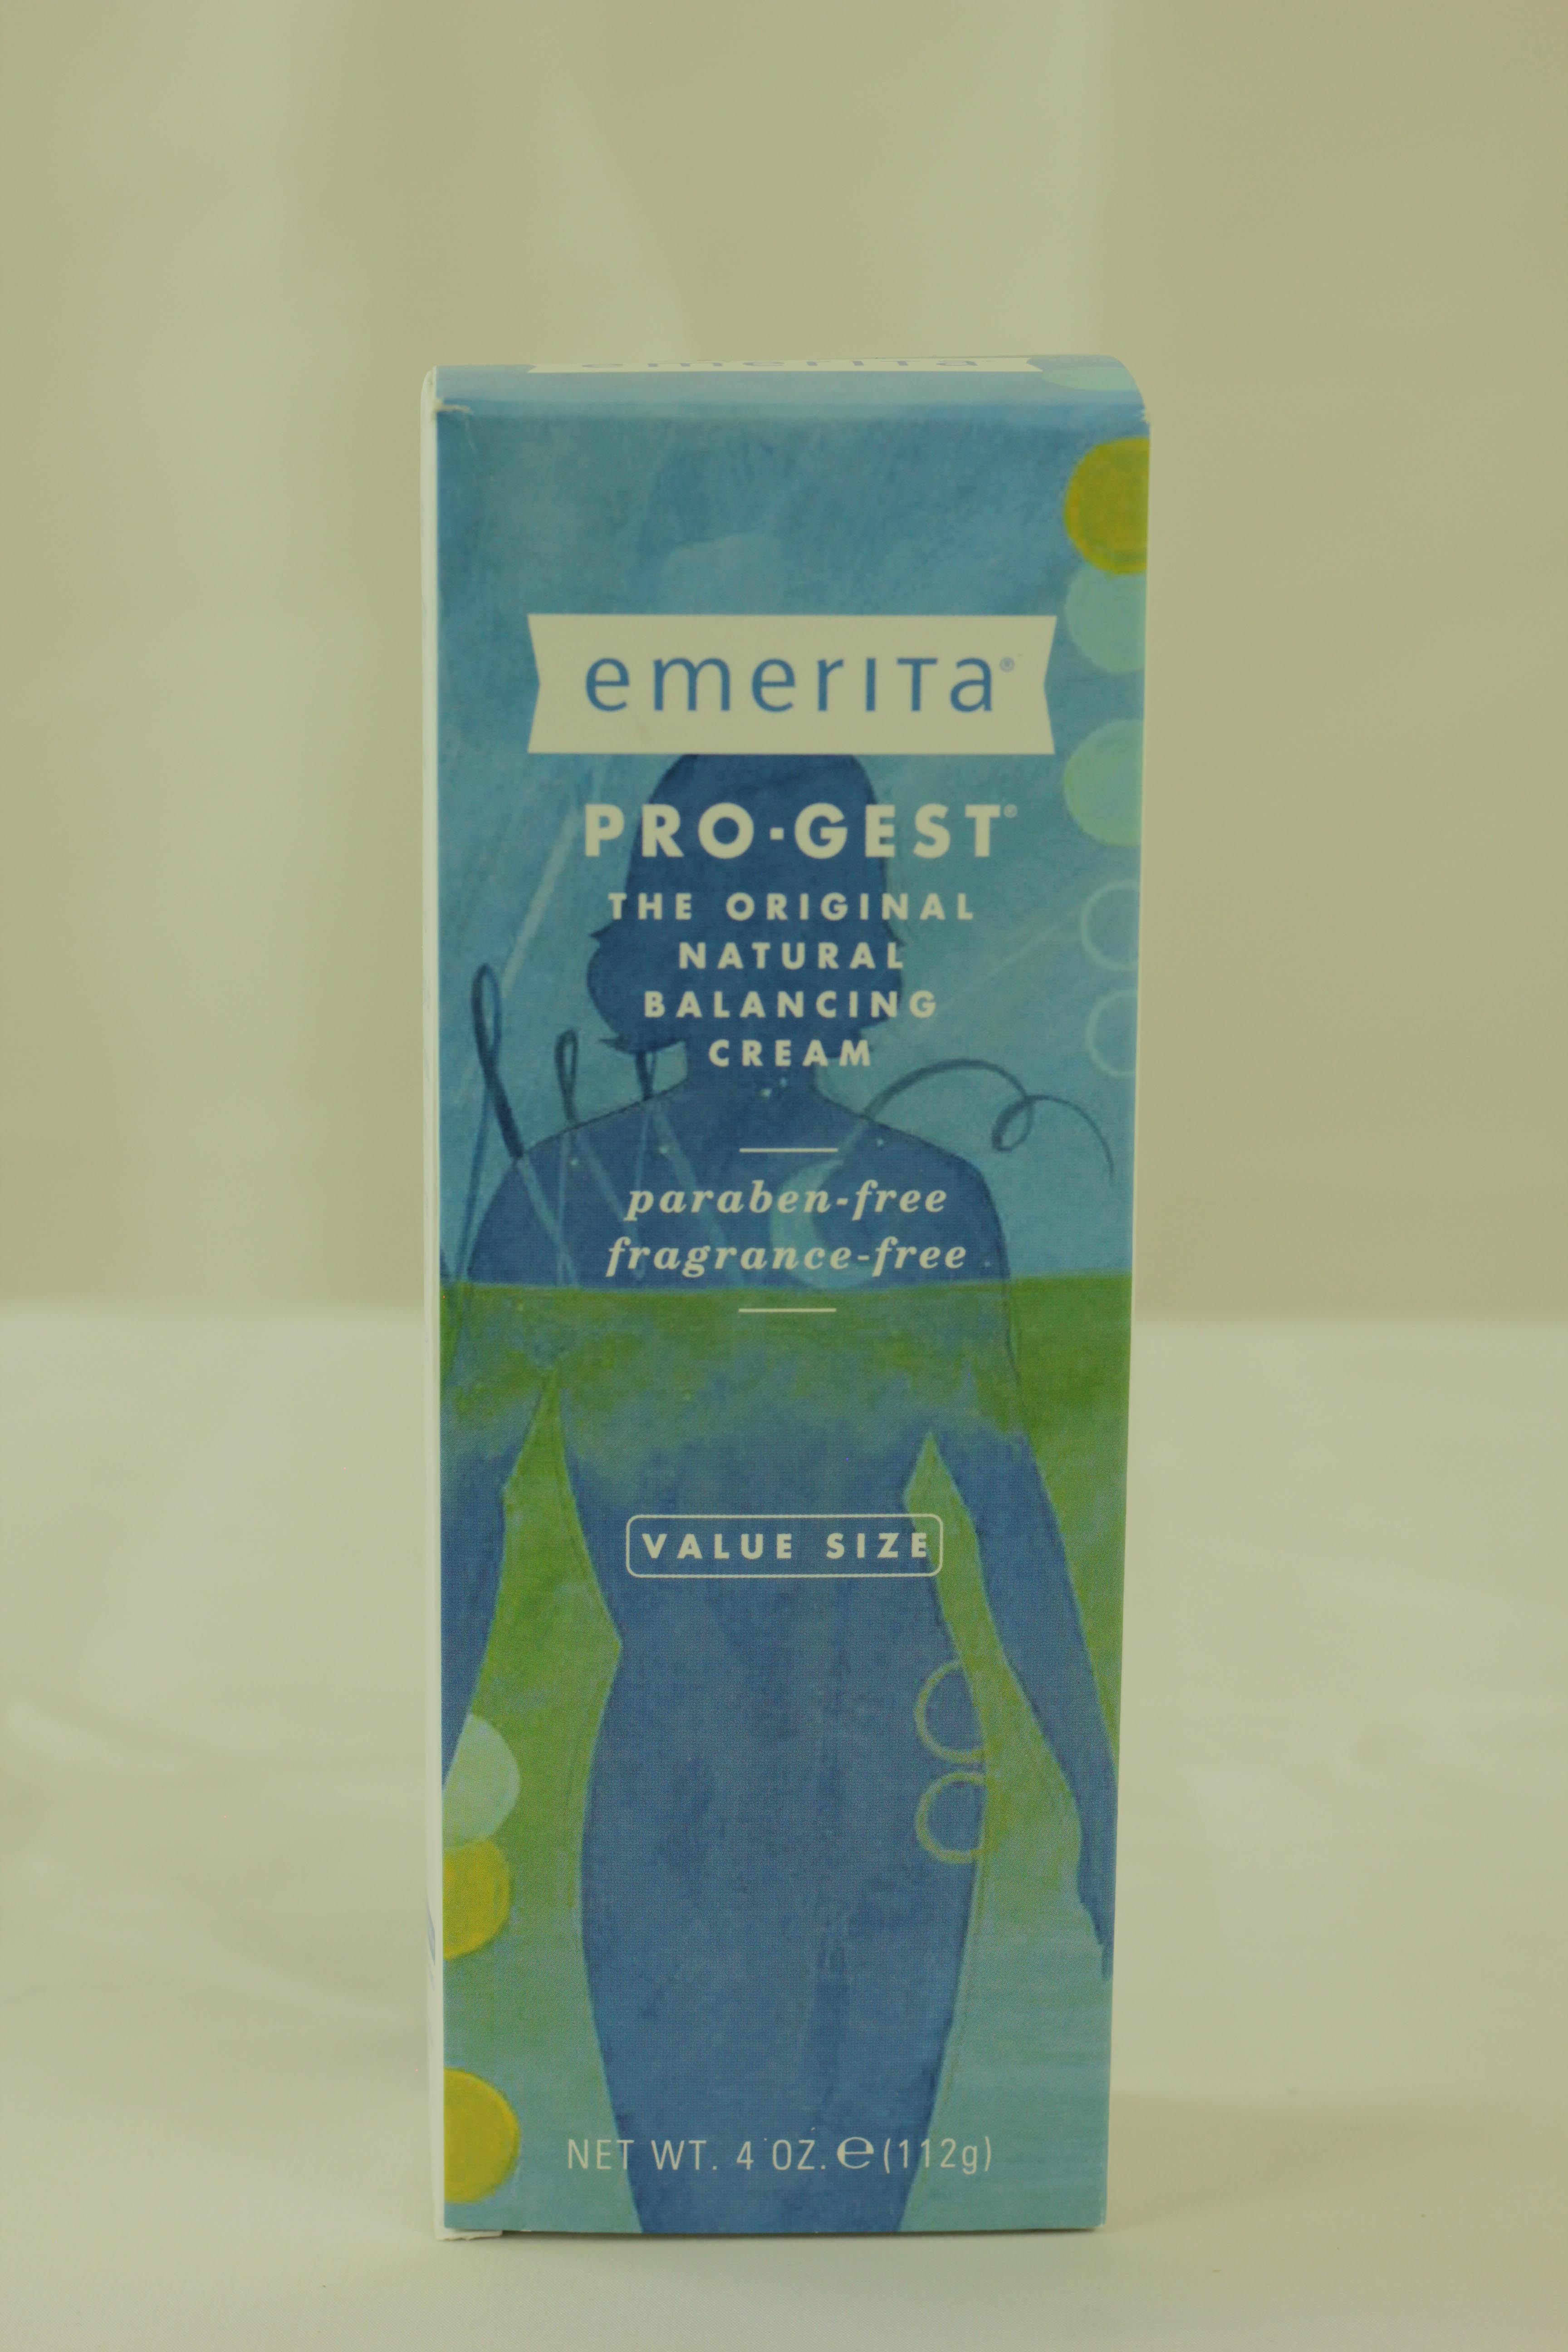 emerita
emerITa®
PRO-GEST®
THE ORIGINAL
NATURAL
BALANCING
CREAM
paraben-free
fragrance-free
VALUE SIZE
NET WT. 4 OZ. ℮ (112g)